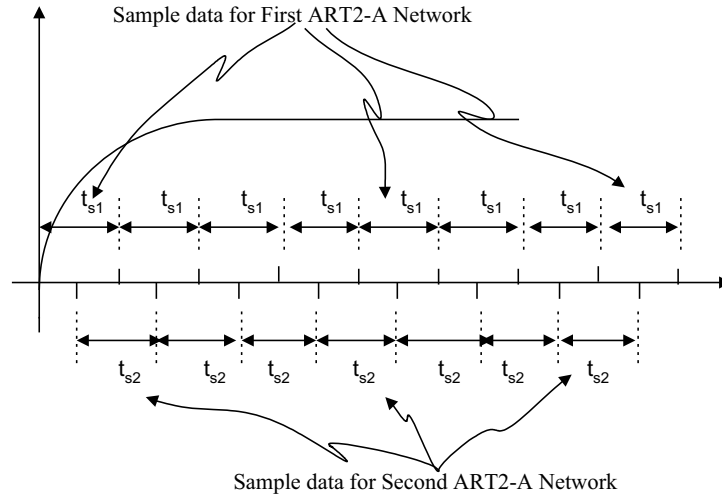 Sample data for First ART2-A Network
ts1 ts1 ts1 ts1 ts1 ts1 ts1 ts1
ts2 ts2 ts2 ts2 ts2 ts2 ts2
Sample data for Second ART2-A Network